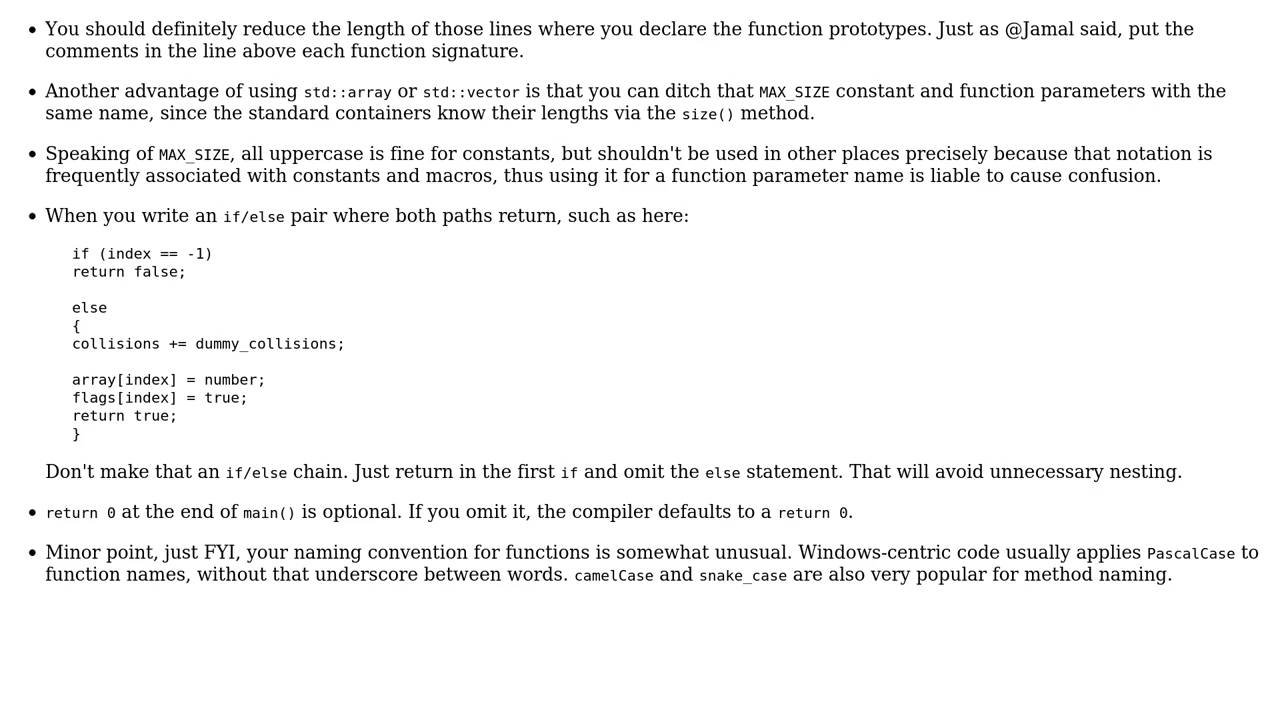 You should definitely reduce the length of those lines where you declare the function prototypes. Just as @Jamal said, put the
comments in the line above each function signature.
Another advantage of using std::array or std::vector is that you can ditch that MAX_SIZE constant and function parameters with the
same name, since the standard containers know their lengths via the size() method.
Speaking of MAX_SIZE, all uppercase is fine for constants, but shouldn't be used in other places precisely because that notation is
frequently associated with constants and macros, thus using it for a function parameter name is liable to cause confusion.
When you write an if/else pair where both paths return, such as here:
if (index == -1)
return false;
else
{
collisions += dummy_collisions;
array[index] = number;
flags[index] = true;
return true;
}
Don't make that an if/else chain. Just return in the first if and omit the else statement. That will avoid unnecessary nesting.
return 0 at the end of main() is optional. If you omit it, the compiler defaults to a return 0.
Minor point, just FYI, your naming convention for functions is somewhat unusual. Windows-centric code usually applies PascalCase to
function names, without that underscore between words. camelCase and snake_case are also very popular for method naming.